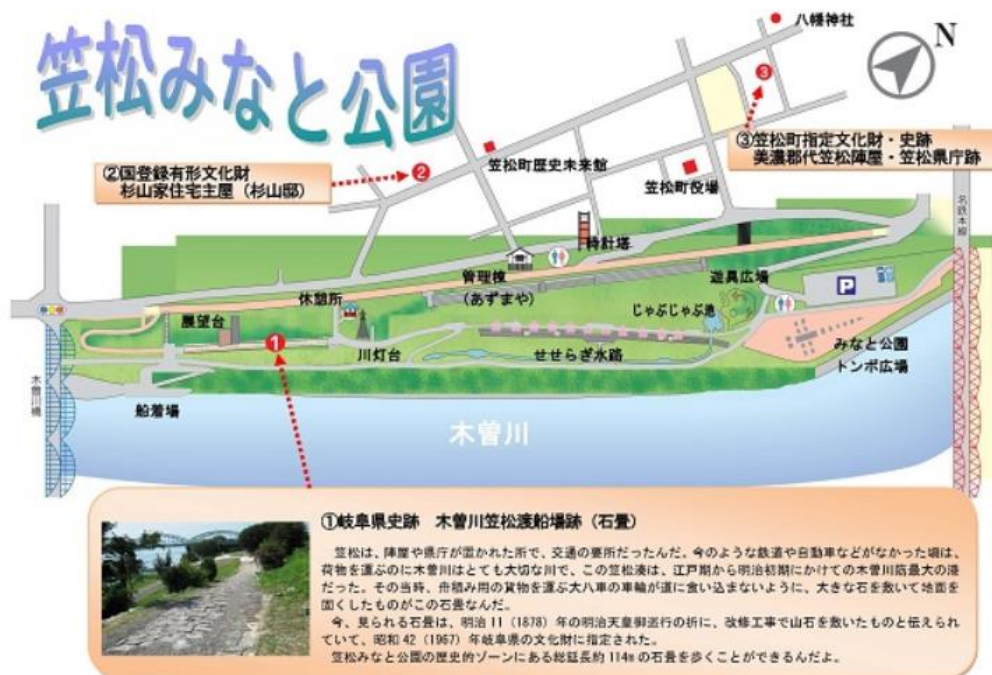 笠松みなと公園
八幡神社
N
③
③笠松町指定文化財・史跡
美濃郡代笠松陣屋・笠松県庁跡
②国登録有形文化財
杉山家住宅主屋（杉山邸）
②
笠松町歴史未来館
笠松町役場
名鉄本線
時計塔
管理棟
(あずまや)
遊具広場
P
休憩所
じゃぶじゃぶ池
展望台
①
川灯台
せせらぎ水路
みなと公園
トンボ広場
木曽川橋
船着場
木曽川
①岐阜県史跡　木曽川笠松渡船場跡（石畳）
笠松は、陣屋や県庁が置かれた所で、交通の要所だったんだ。今のような鉄道や自動車などがなかった頃は、
荷物を運ぶのに木曽川はとても大切な川で、この笠松湊は、江戸期から明治初期にかけての木曽川筋最大の湊
だった。その当時、舟積み用の貨物を運ぶ大八車の車輪が道に食い込まないように、大きな石を敷いて地面を
固くしたものがこの石畳なんだ。
今、見られる石畳は、明治11（1878）年の明治天皇御巡行の折に、改修工事で山石を敷いたものと伝えられ
ていて、昭和42（1967）年岐阜県の文化財に指定された。
笠松みなと公園の歴史的ゾーンにある総延長約114mの石畳を歩くことができるんだよ。